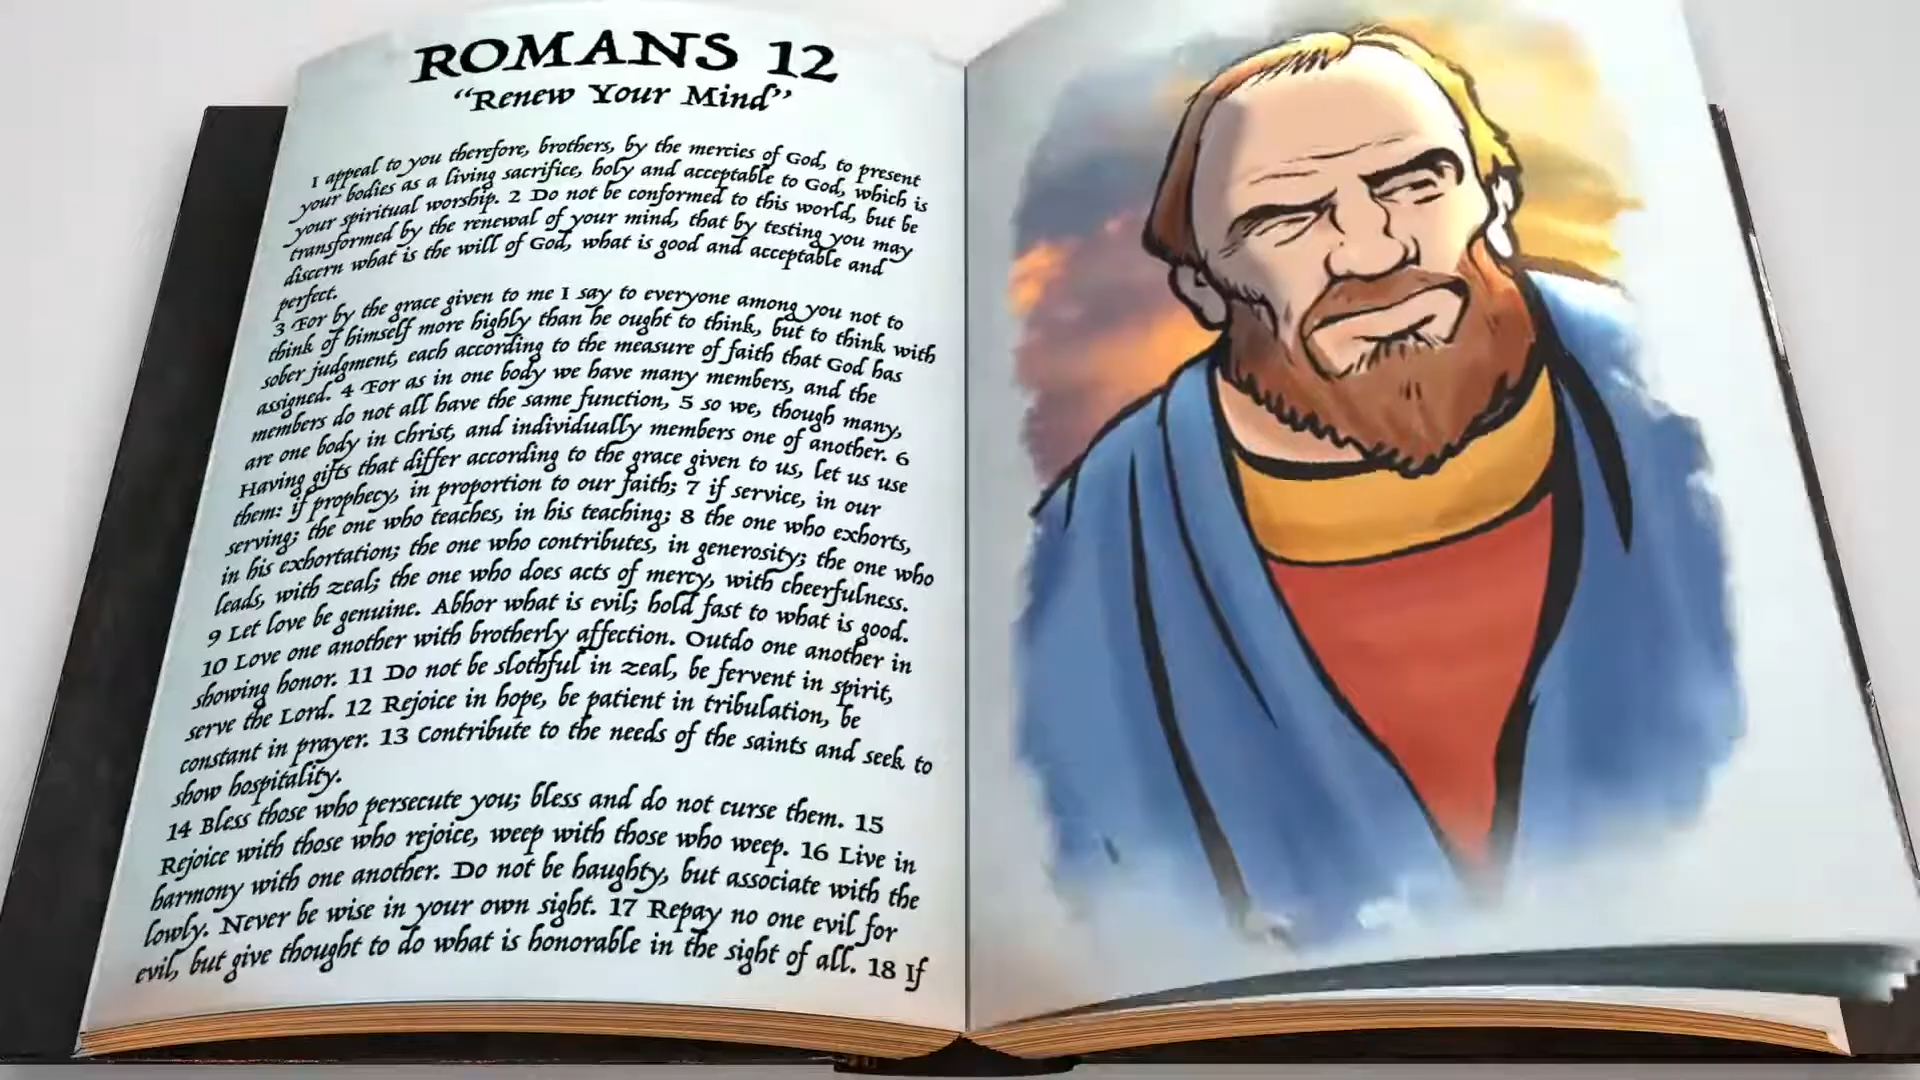 ROMANS 12
“Renew Your Mind”
1 appeal to you therefore, brothers, by the mercies of God, to present
your bodies as a living sacrifice, holy and acceptable to God, which is
your spiritual worship. 2 Do not be conformed to this world, but be
transformed by the renewal of your mind, that by testing you may
discern what is the will of God, what is good and acceptable and
perfect.
3 For by the grace given to me I say to everyone among you not to
think of himself more highly than he ought to think, but to think with
sober judgment, each according to the measure of faith that God has
assigned. 4 For as in one body we have many members, and the
members do not all have the same function, 5 so we, though many,
are one body in Christ, and individually members one of another. 6
Having gifts that differ according to the grace given to us, let us use
them: if prophecy, in proportion to our faith; 7 if service, in our
serving; the one who teaches, in his teaching; 8 the one who exhorts,
in his exhortation; the one who contributes, in generosity; the one who
leads, with zeal; the one who does acts of mercy, with cheerfulness.
9 Let love be genuine. Abhor what is evil; hold fast to what is good.
10 Love one another with brotherly affection. Outdo one another in
showing honor. 11 Do not be slothful in zeal, be fervent in spirit,
serve the Lord. 12 Rejoice in hope, be patient in tribulation, be
constant in prayer. 13 Contribute to the needs of the saints and seek to
show hospitality.
14 Bless those who persecute you; bless and do not curse them. 15
Rejoice with those who rejoice, weep with those who weep. 16 Live in
harmony with one another. Do not be haughty, but associate with the
lowly. Never be wise in your own sight. 17 Repay no one evil for
evil, but give thought to do what is honorable in the sight of all. 18 If